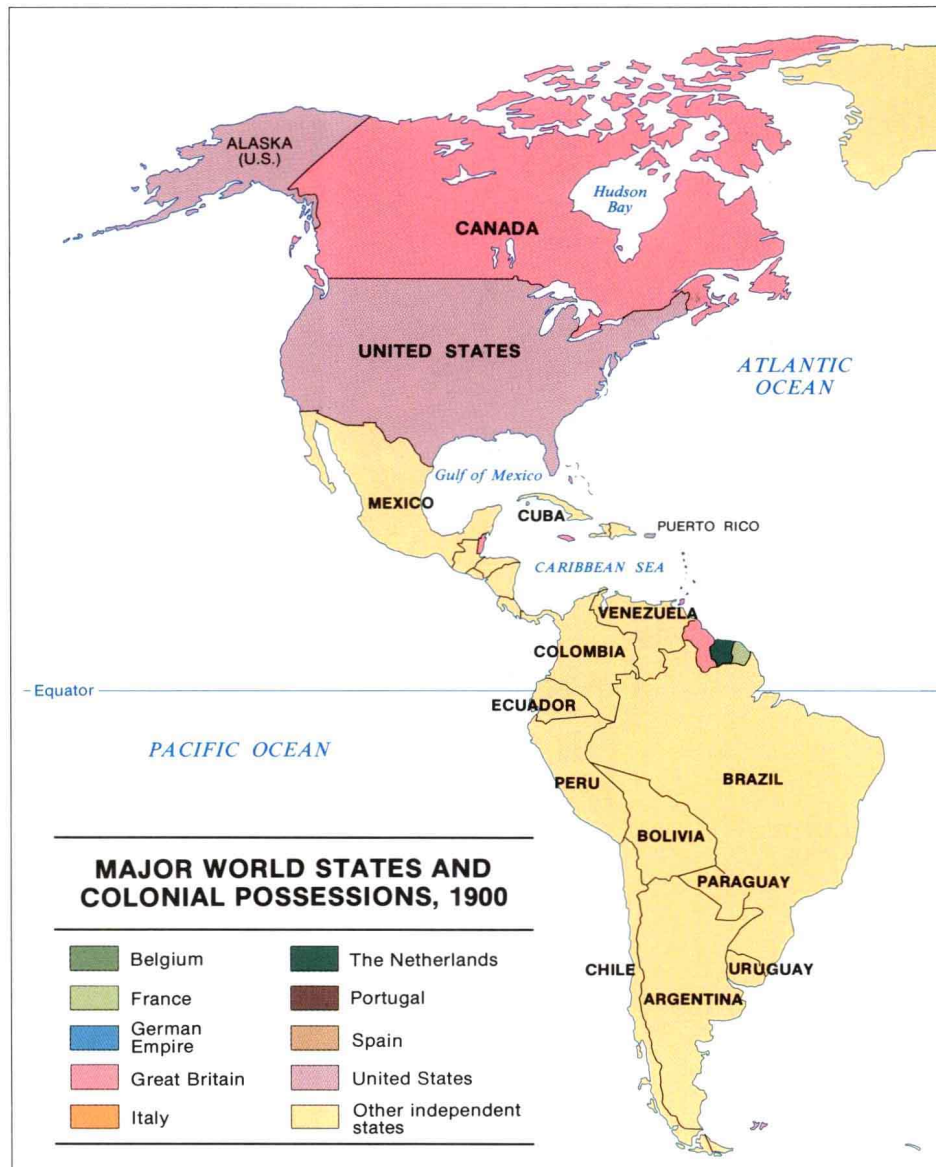 ALASKA
(U.S.)
Hudson
Bay
CANADA
UNITED STATES
ATLANTIC
OCEAN
Gulf of Mexico
MEXICO
CUBA
PUERTO RICO
CARIBBEAN SEA
VENEZUELA
COLOMBIA
Equator
ECUADOR
PACIFIC OCEAN
PERU
BRAZIL
BOLIVIA
PARAGUAY
CHILE
URUGUAY
ARGENTINA
MAJOR WORLD STATES AND
COLONIAL POSSESSIONS, 1900
Belgium
France
German
Empire
Great Britain
Italy
The Netherlands
Portugal
Spain
United States
Other independent
states